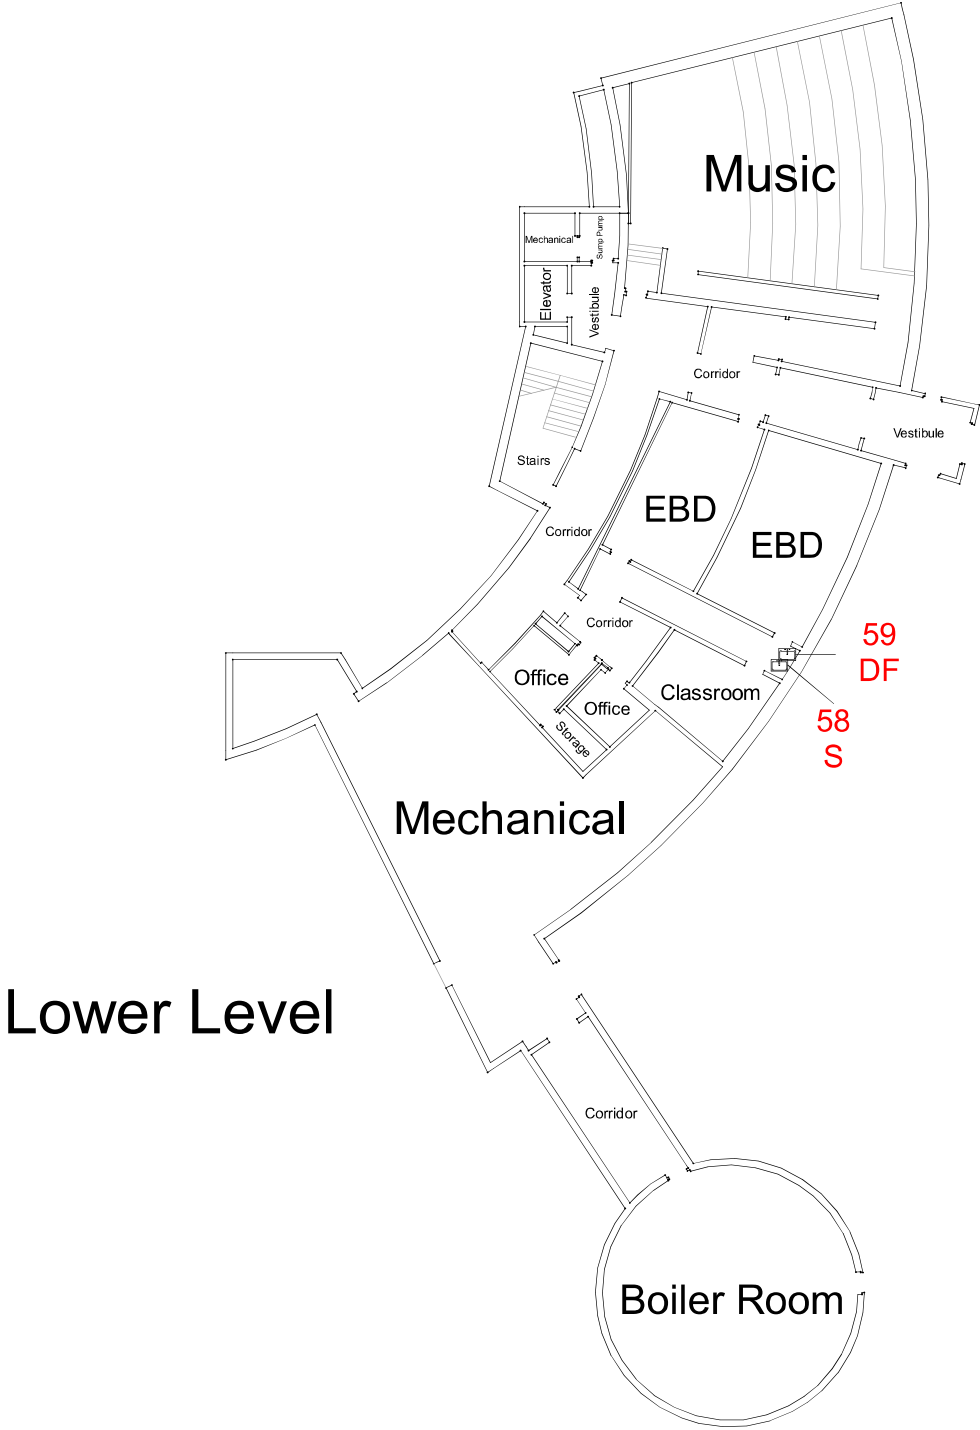 Music
Sump Pump
Mechanical
Elevator
Vestibule
Corridor
Vestibule
Stairs
EBD
Corridor
EBD
Corridor
59
DF
Office
Classroom
Office
58
S
Storage
Mechanical
Lower Level
Corridor
Boiler Room